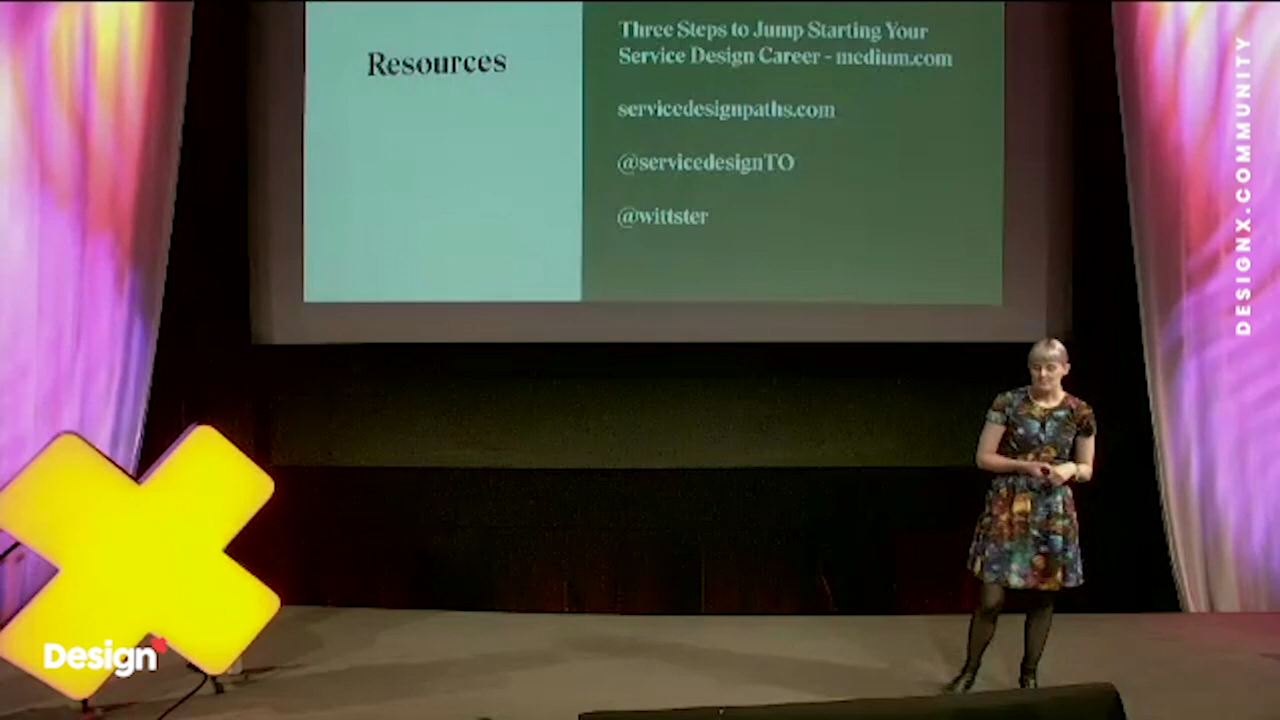 Resources
Three Steps to Jump Starting Your
Service Design Career - medium.com
servicedesignpaths.com
@servicedesignTO
@wittster
DESIGNX.COMMUNITY
Design